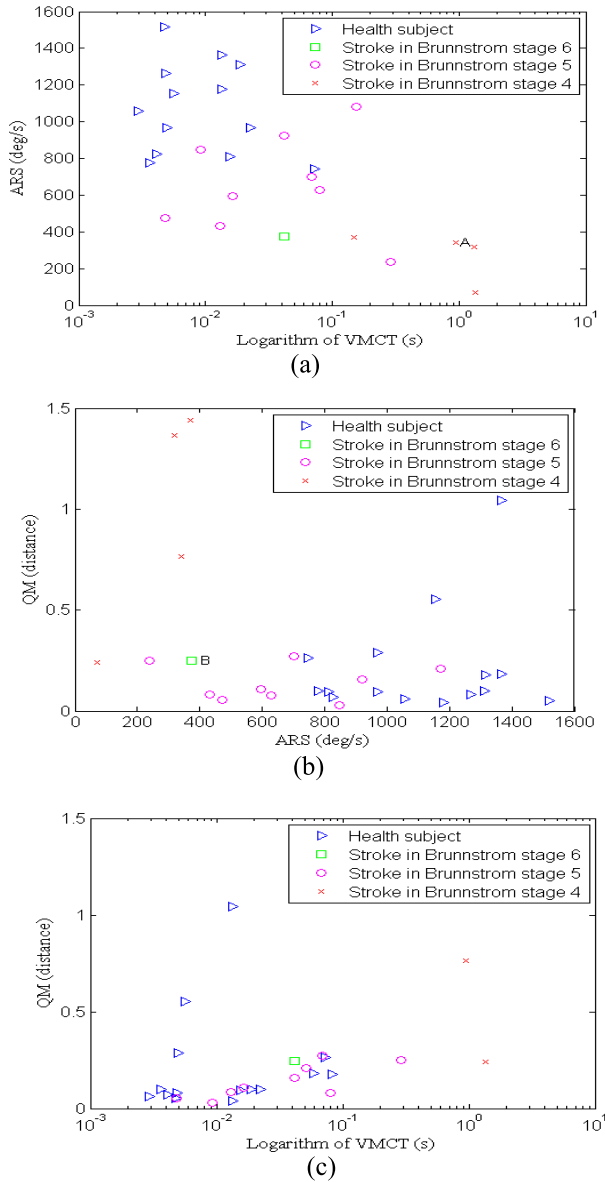 1600
1400
1200
1000
800
600
400
200
0
ARS (deg/s)
Health subject
Stroke in Brunnstrom stage 6
Stroke in Brunnstrom stage 5
Stroke in Brunnstrom stage 4
A
10^-3 10^-2 10^-1 10^0 10^1
Logarithm of VMCT (s)
(a)
1.5
1
0.5
0
QM (distance)
Health subject
Stroke in Brunnstrom stage 6
Stroke in Brunnstrom stage 5
Stroke in Brunnstrom stage 4
B
0 200 400 600 800 1000 1200 1400 1600
ARS (deg/s)
(b)
1.5
1
0.5
0
QM (distance)
Health subject
Stroke in Brunnstrom stage 6
Stroke in Brunnstrom stage 5
Stroke in Brunnstrom stage 4
10^-3 10^-2 10^-1 10^0 10^1
Logarithm of VMCT (s)
(c)